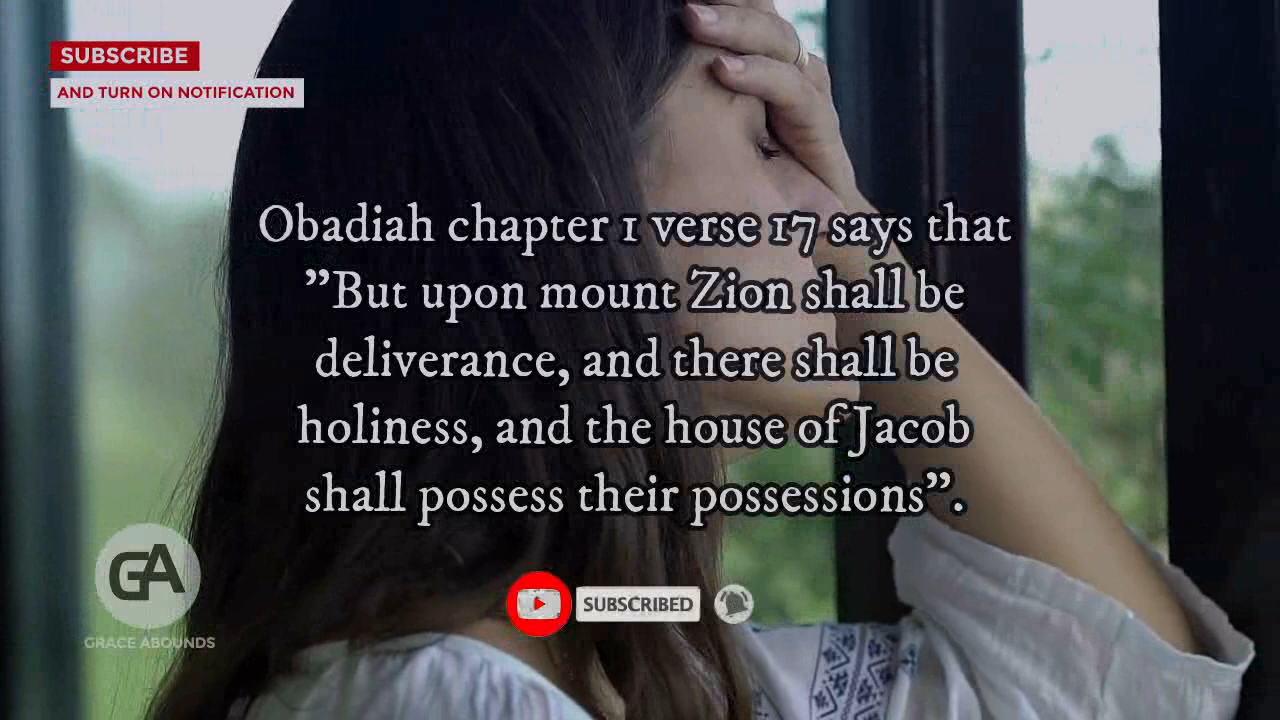 SUBSCRIBE
AND TURN ON NOTIFICATION
Obadiah chapter 1 verse 17 says that
”But upon mount Zion shall be
deliverance, and there shall be
holiness, and the house of Jacob
shall possess their possessions”.
GA
GRACE ABOUNDS
SUBSCRIBED